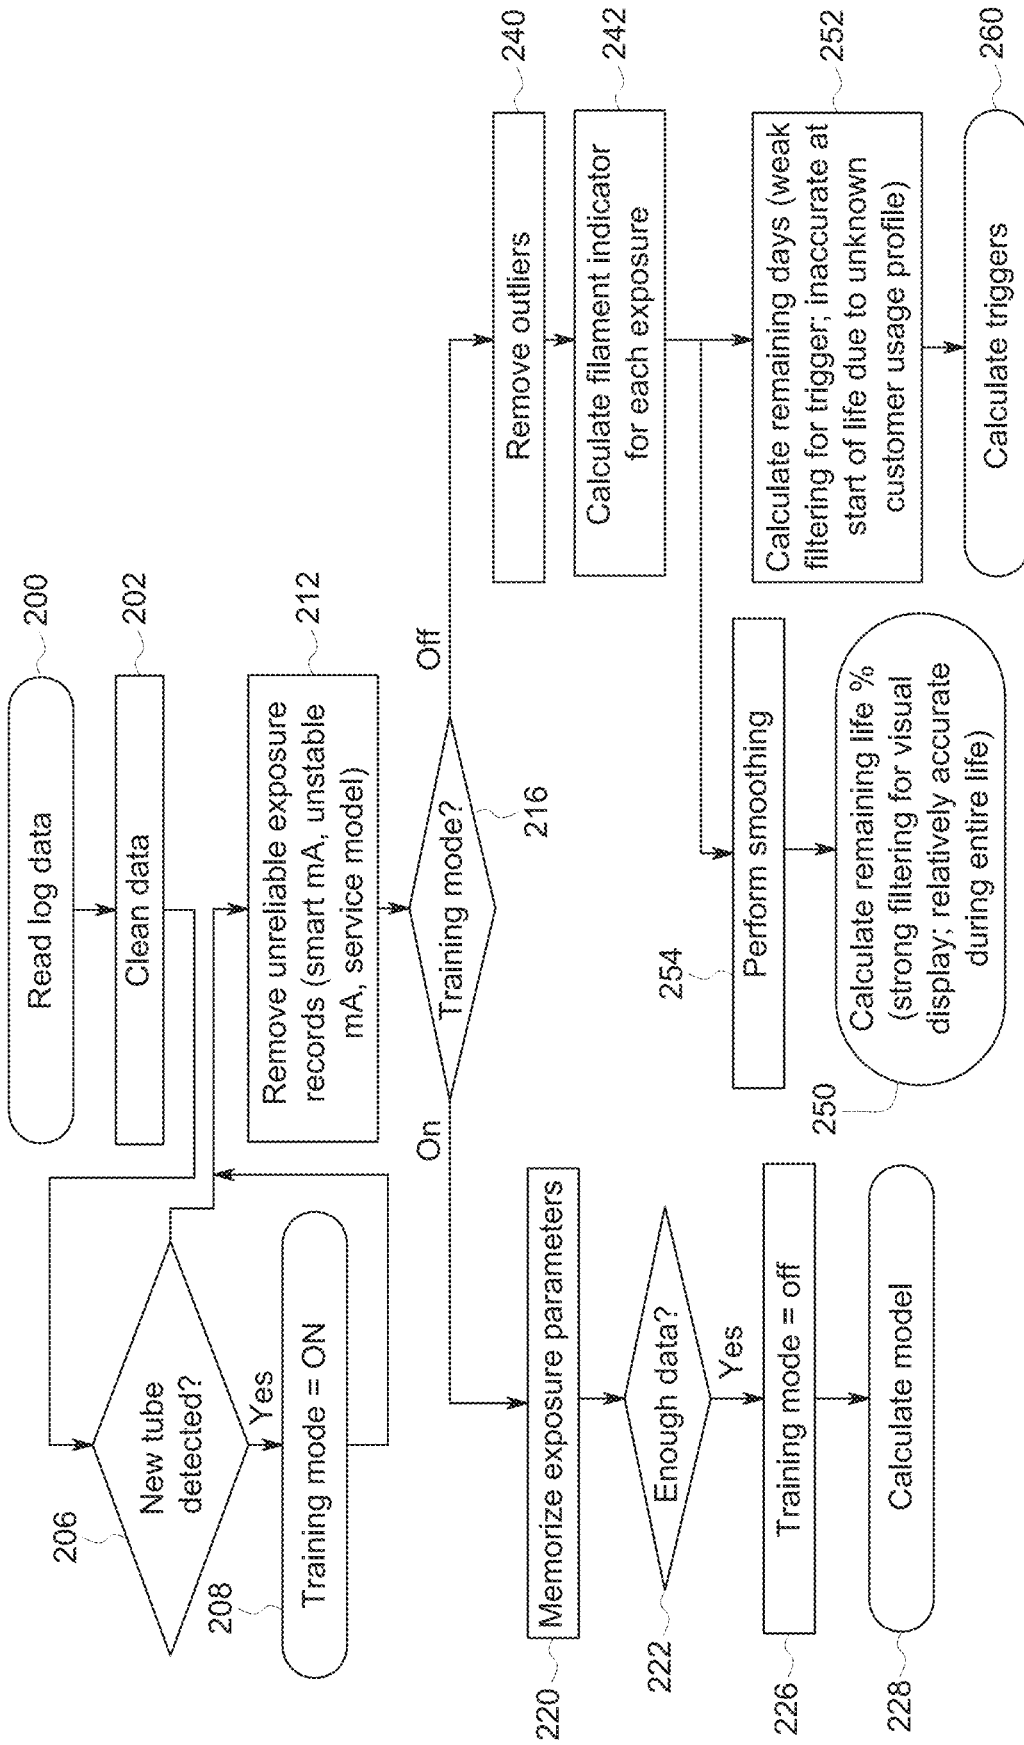 Read log data
200
Clean data
202
New tube
detected?
206
Yes
Training mode = ON
208
Remove unreliable exposure
records (smart mA, unstable
mA, service model)
212
Training mode?
216
On
Off
Memorize exposure parameters
220
Enough data?
222
Yes
Training mode = off
226
Calculate model
228
Remove outliers
240
Calculate filament indicator
for each exposure
242
Perform smoothing
254
Calculate remaining life %
(strong filtering for visual
display; relatively accurate
during entire life)
250
Calculate remaining days (weak
filtering for trigger; inaccurate at
start of life due to unknown
customer usage profile)
252
Calculate triggers
260